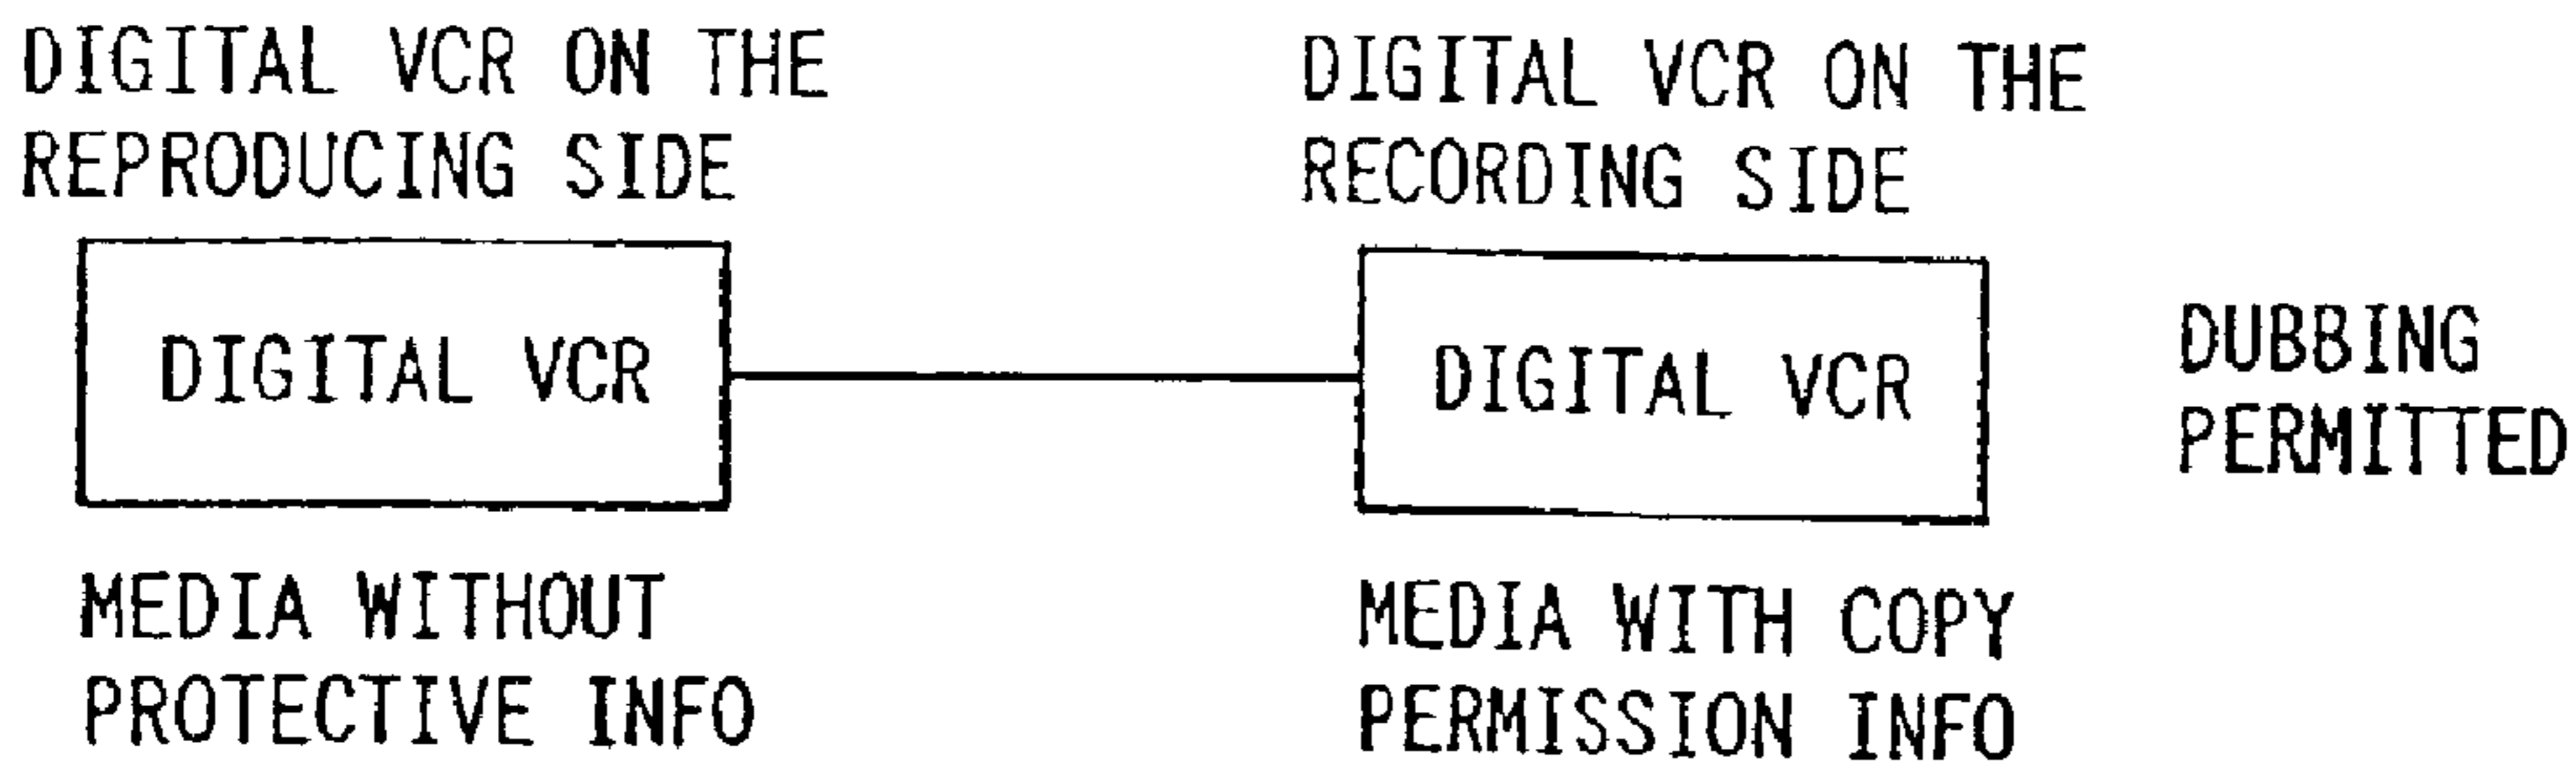 DIGITAL VCR ON THE
REPRODUCING SIDE
DIGITAL VCR
MEDIA WITHOUT
PROTECTIVE INFO
DIGITAL VCR ON THE
RECORDING SIDE
DIGITAL VCR
MEDIA WITH COPY
PERMISSION INFO
DUBBING
PERMITTED